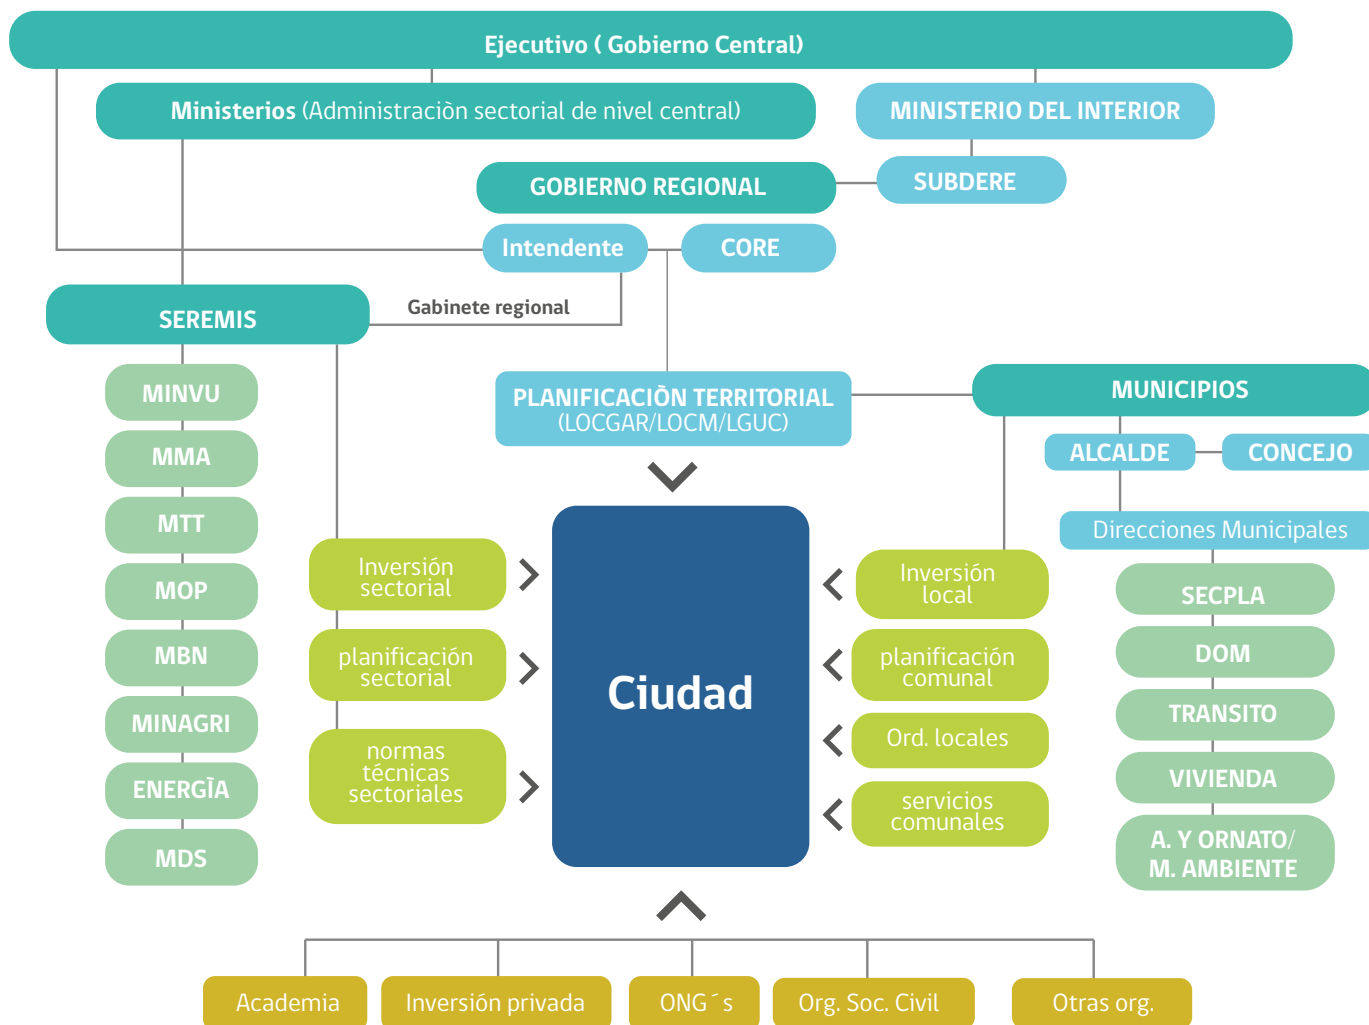 Ejecutivo ( Gobierno Central)
Ministerios (Administraciòn sectorial de nivel central)
MINISTERIO DEL INTERIOR
GOBIERNO REGIONAL
SUBDERE
Intendente
CORE
Gabinete regional
SEREMIS
MINVU
MMA
MTT
MOP
MBN
MINAGRI
ENERGÌA
MDS
PLANIFICACIÒN TERRITORIAL
(LOCGAR/LOCM/LGUC)
MUNICIPIOS
ALCALDE
CONCEJO
Direcciones Municipales
SECPLA
DOM
TRANSITO
VIVIENDA
A. Y ORNATO/
M. AMBIENTE
Inversión
sectorial
planificación
sectorial
normas
técnicas
sectoriales
Ciudad
Inversión
local
planificación
comunal
Ord. locales
servicios
comunales
Academia
Inversión privada
ONG´s
Org. Soc. Civil
Otras org.